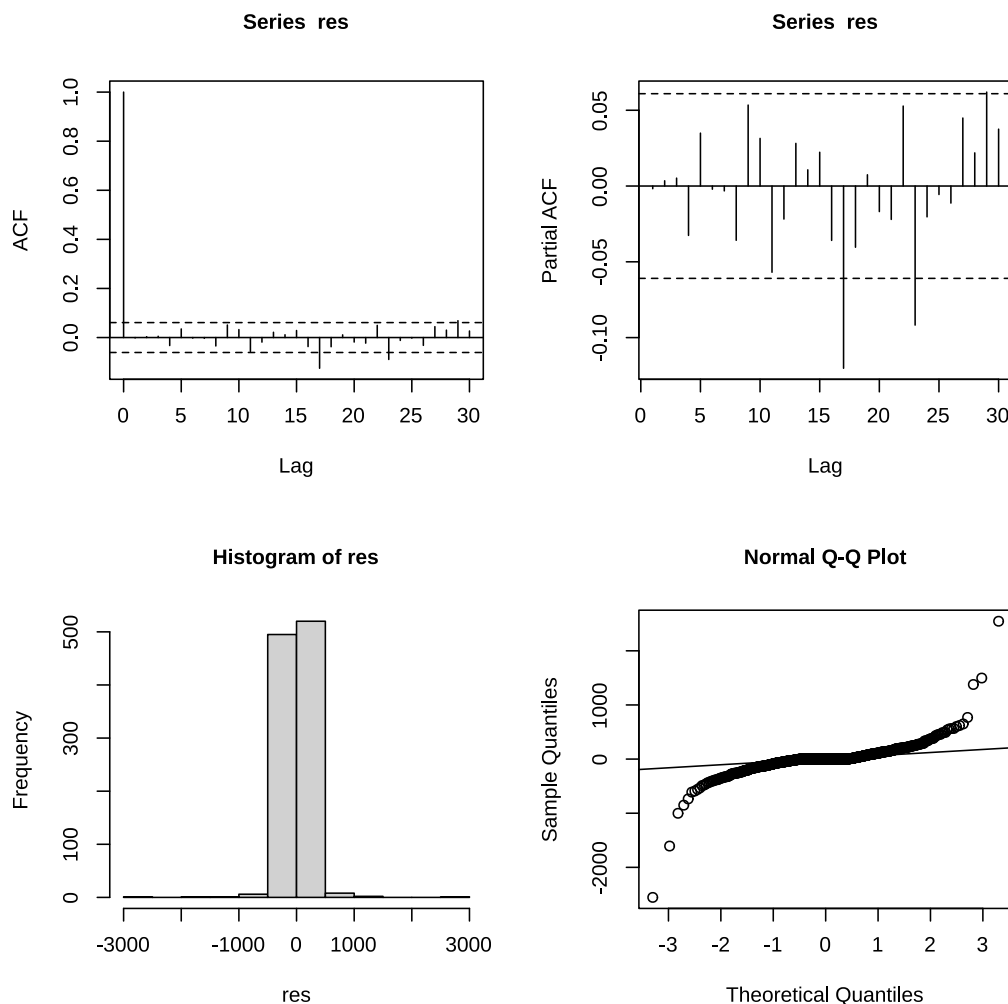 Series res
ACF
0.0 0.2 0.4 0.6 0.8 1.0
0 5 10 15 20 25 30
Lag
Series res
Partial ACF
-0.10 -0.05 0.00 0.05
0 5 10 15 20 25 30
Lag
Histogram of res
Frequency
0 100 300 500
-3000 -1000 0 1000 3000
res
Normal Q-Q Plot
Sample Quantiles
-2000 0 1000
-3 -2 -1 0 1 2 3
Theoretical Quantiles